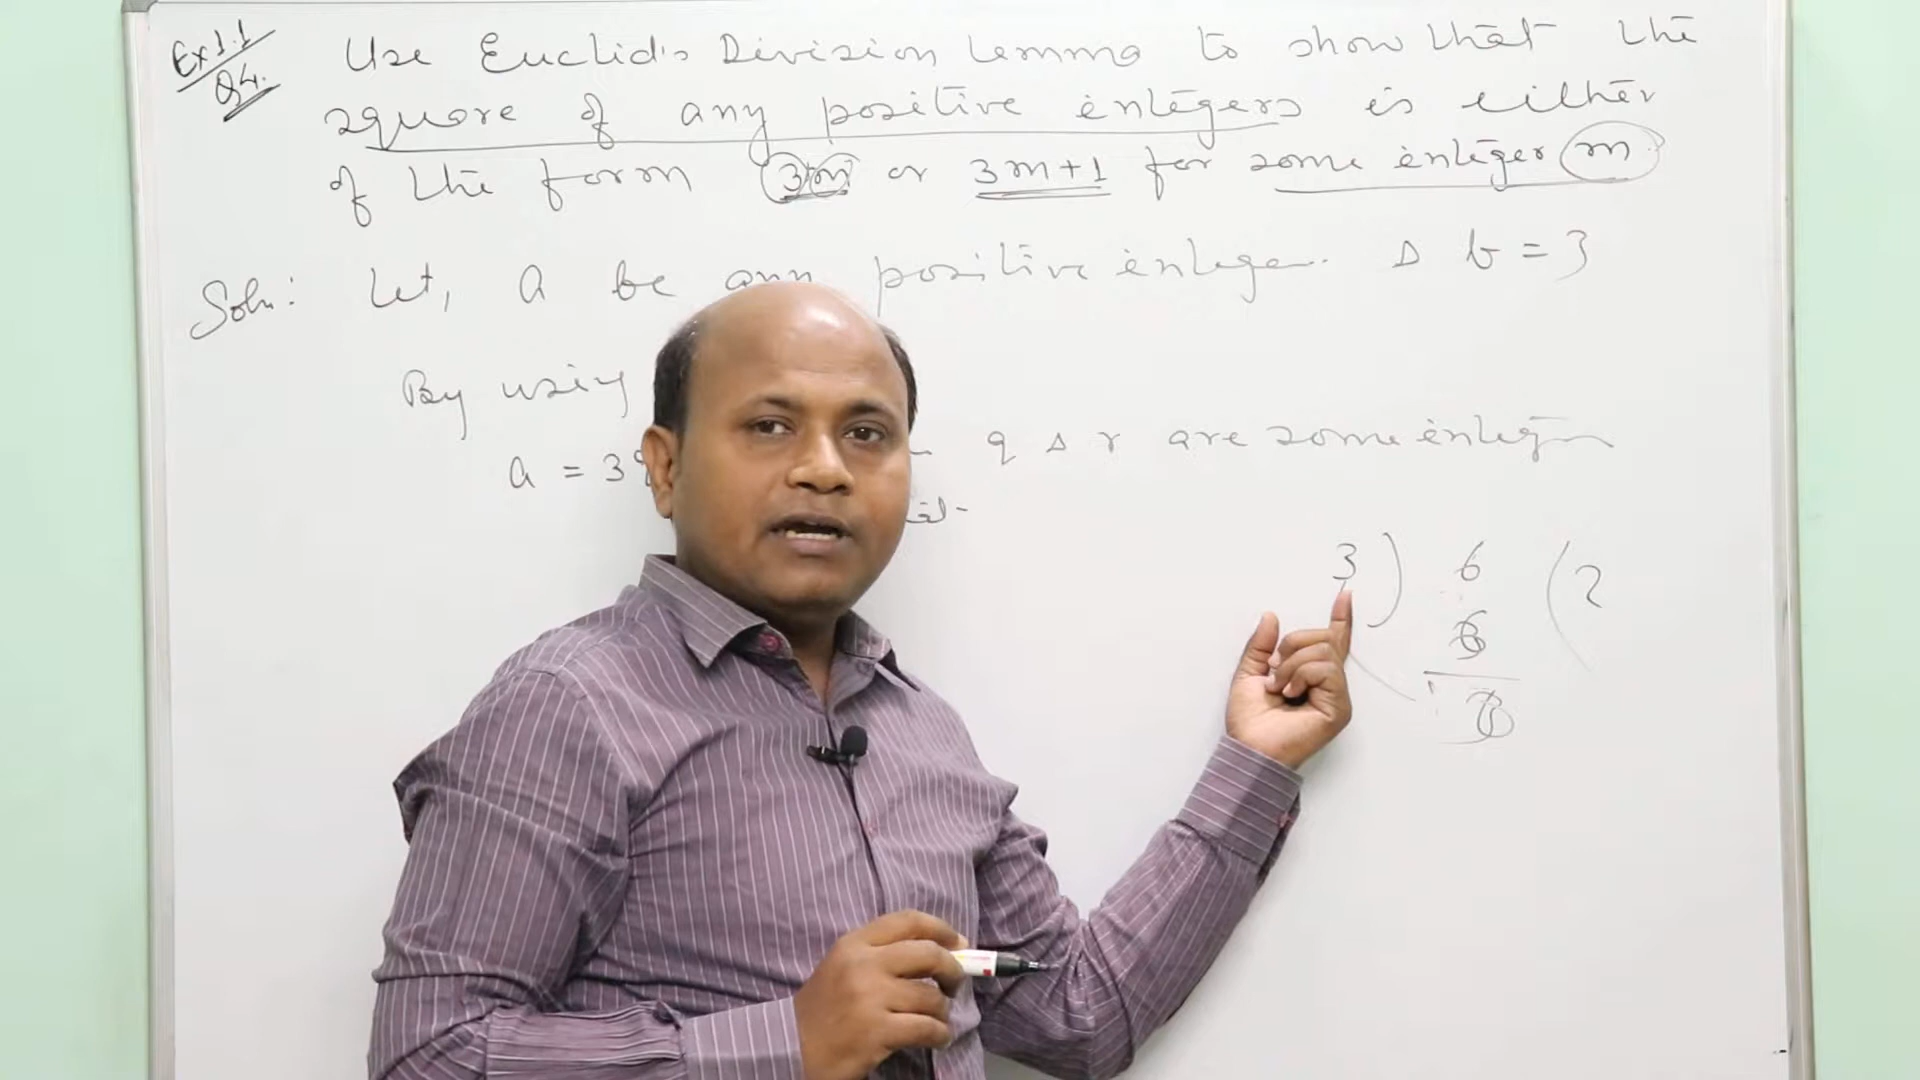 Ex 1.1
Q4.
Use Euclid's Division Lemma to show that the
square of any positive integers is either
of the form 3m or 3m+1 for some integer m
Soln: Let, a be any positive integer. & b = 3
By using
a = 3q
q & r are some integer
3 ) 6 ( 2
6